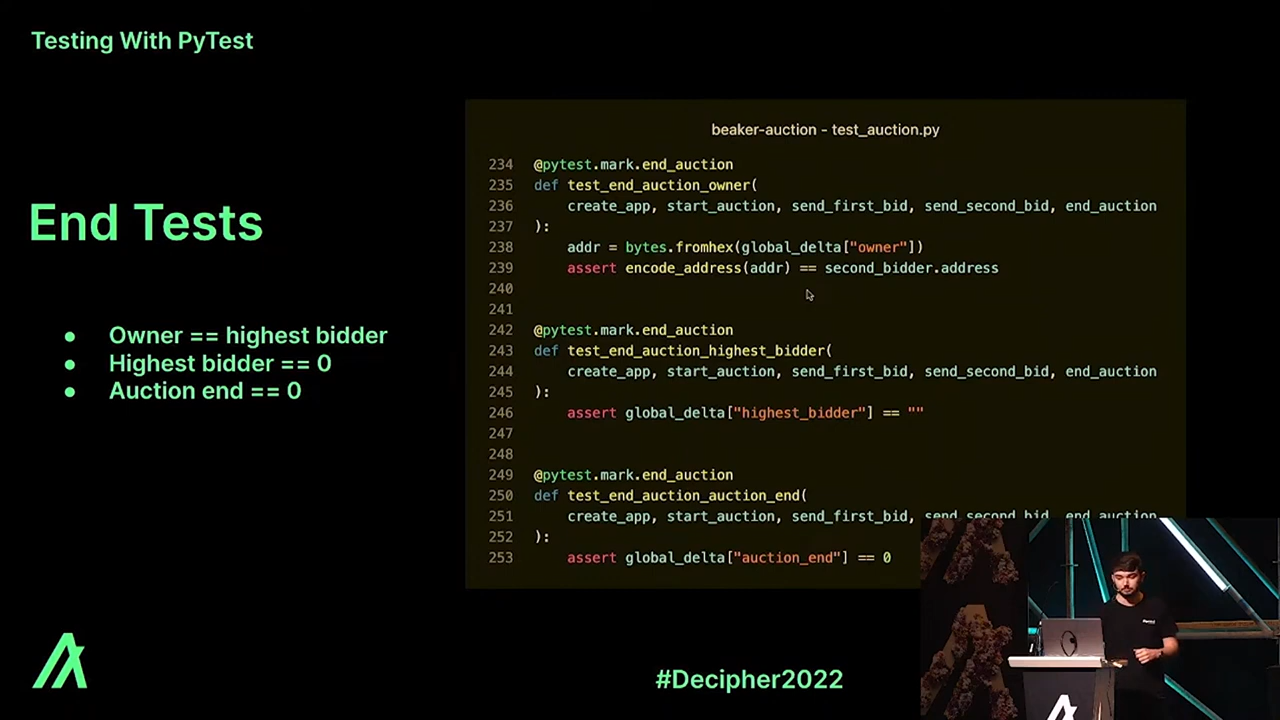 Testing With PyTest
End Tests
● Owner == highest bidder
● Highest bidder == 0
● Auction end == 0
beaker-auction - test_auction.py
234 @pytest.mark.end_auction
235 def test_end_auction_owner(
236 create_app, start_auction, send_first_bid, send_second_bid, end_auction
237 ):
238 addr = bytes.fromhex(global_delta["owner"])
239 assert encode_address(addr) == second_bidder.address
240
241
242 @pytest.mark.end_auction
243 def test_end_auction_highest_bidder(
244 create_app, start_auction, send_first_bid, send_second_bid, end_auction
245 ):
246 assert global_delta["highest_bidder"] == ""
247
248
249 @pytest.mark.end_auction
250 def test_end_auction_auction_end(
251 create_app, start_auction, send_first_bid, send_second_bid, end_auction
252 ):
253 assert global_delta["auction_end"] == 0
#Decipher2022